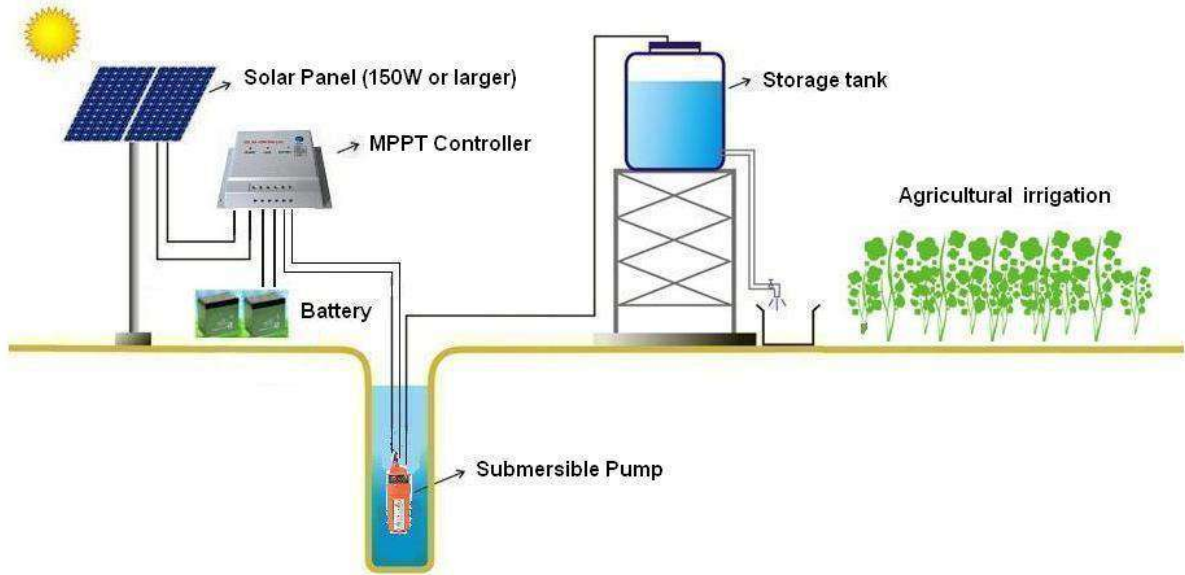 Solar Panel (150W or larger)
Storage tank
MPPT Controller
Agricultural irrigation
Battery
Submersible Pump